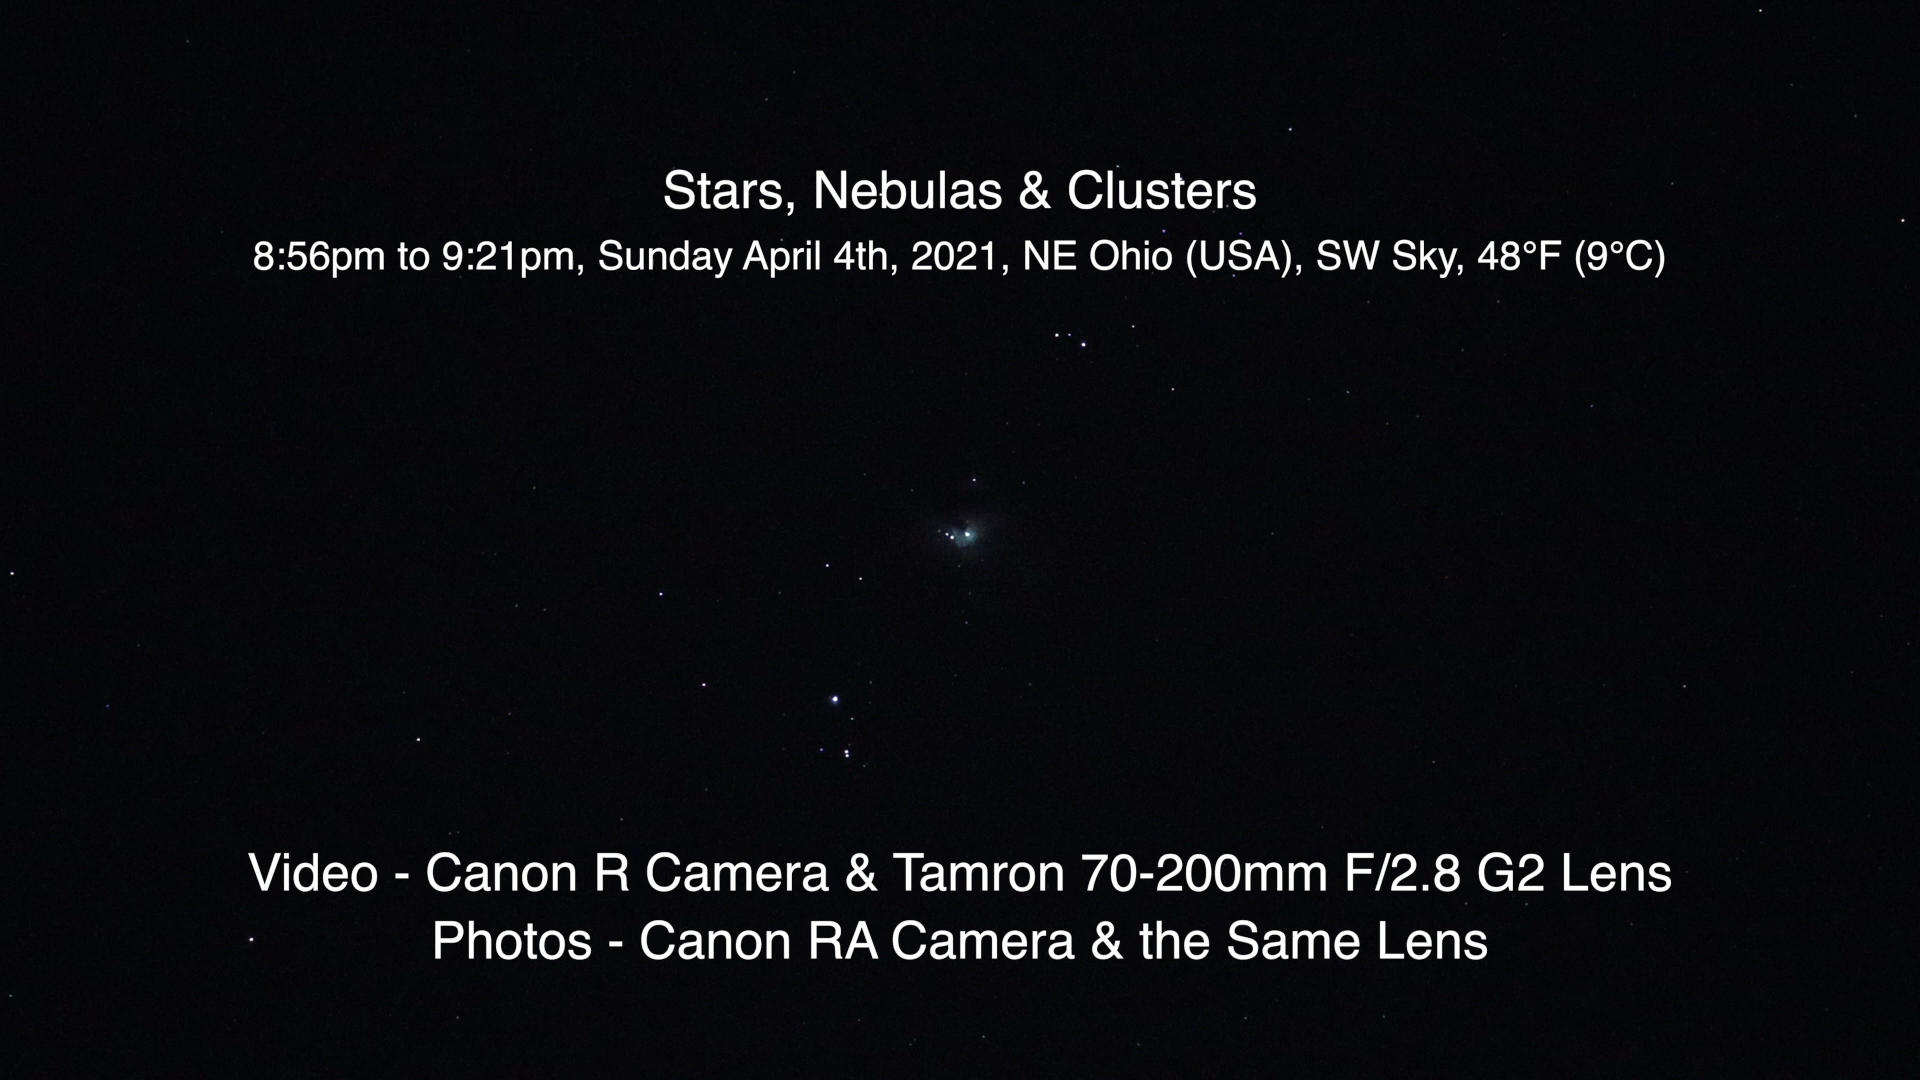 Stars, Nebulas & Clusters
8:56pm to 9:21pm, Sunday April 4th, 2021, NE Ohio (USA), SW Sky, 48°F (9°C)
Video - Canon R Camera & Tamron 70-200mm F/2.8 G2 Lens
Photos - Canon RA Camera & the Same Lens